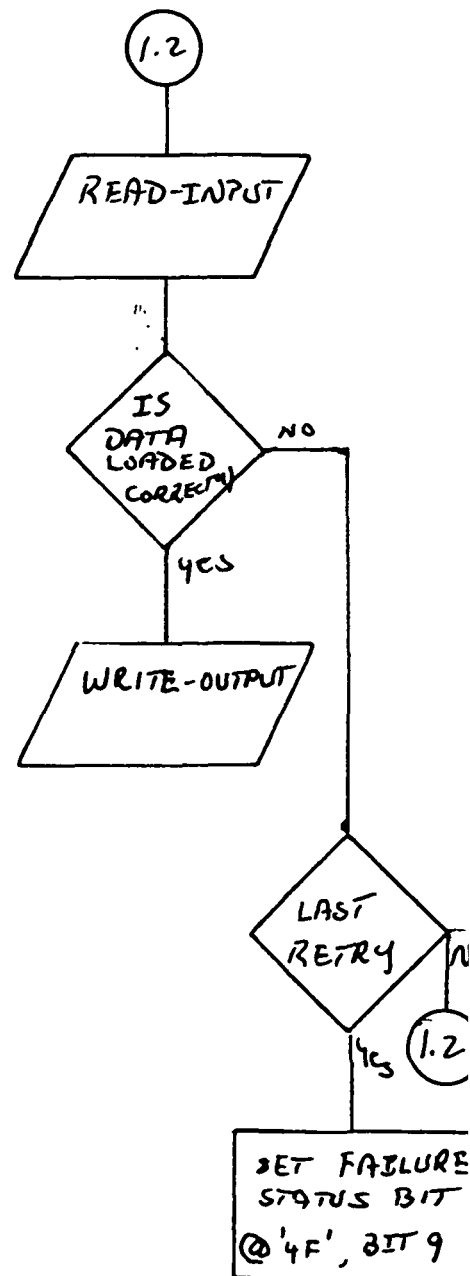 1.2
READ-INPUT
IS
DATA
LOADED
CORRECTLY
NO
YES
WRITE-OUTPUT
LAST
RETRY
N
Yes
1.2
SET FAILURE
STATUS BIT
@'4F', BIT 9